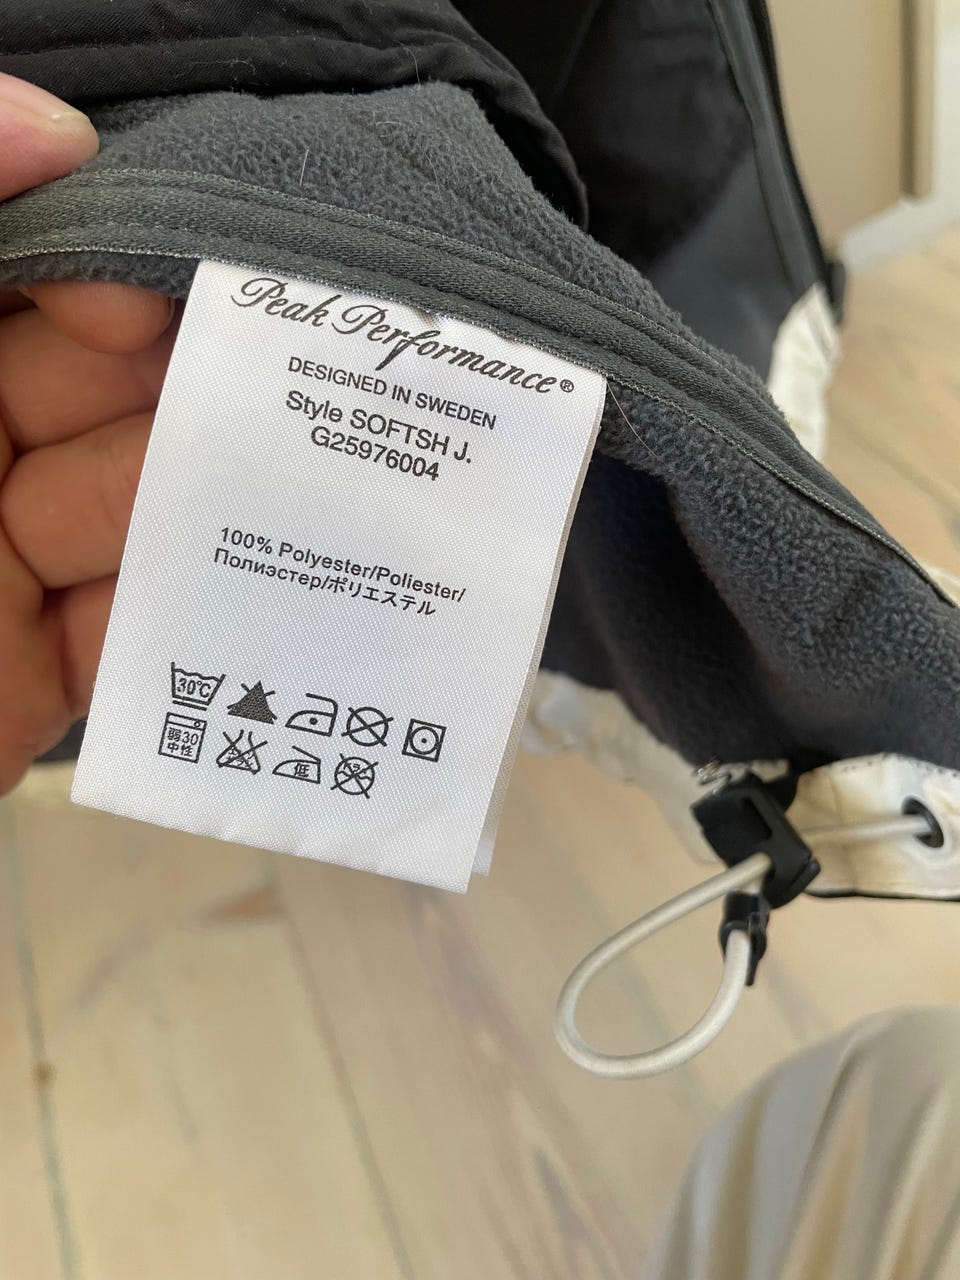 Peak Performance®
DESIGNED IN SWEDEN
Style SOFTSH J.
G25976004
100% Polyester/Poliester/
Полиэстер/ポリエステル
30°C
弱30
中性
低